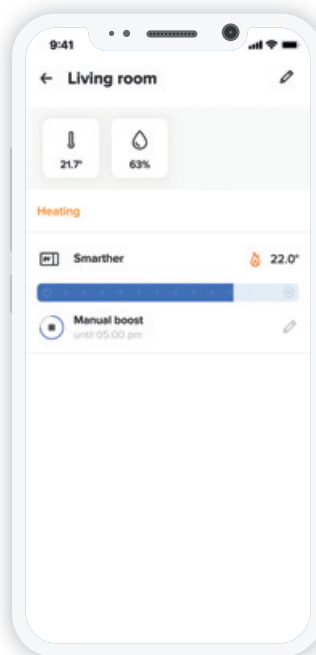 9:41
Living room
21.7°
63%
Heating
Smarther
22.0°
Manual boost
until 05:00 pm